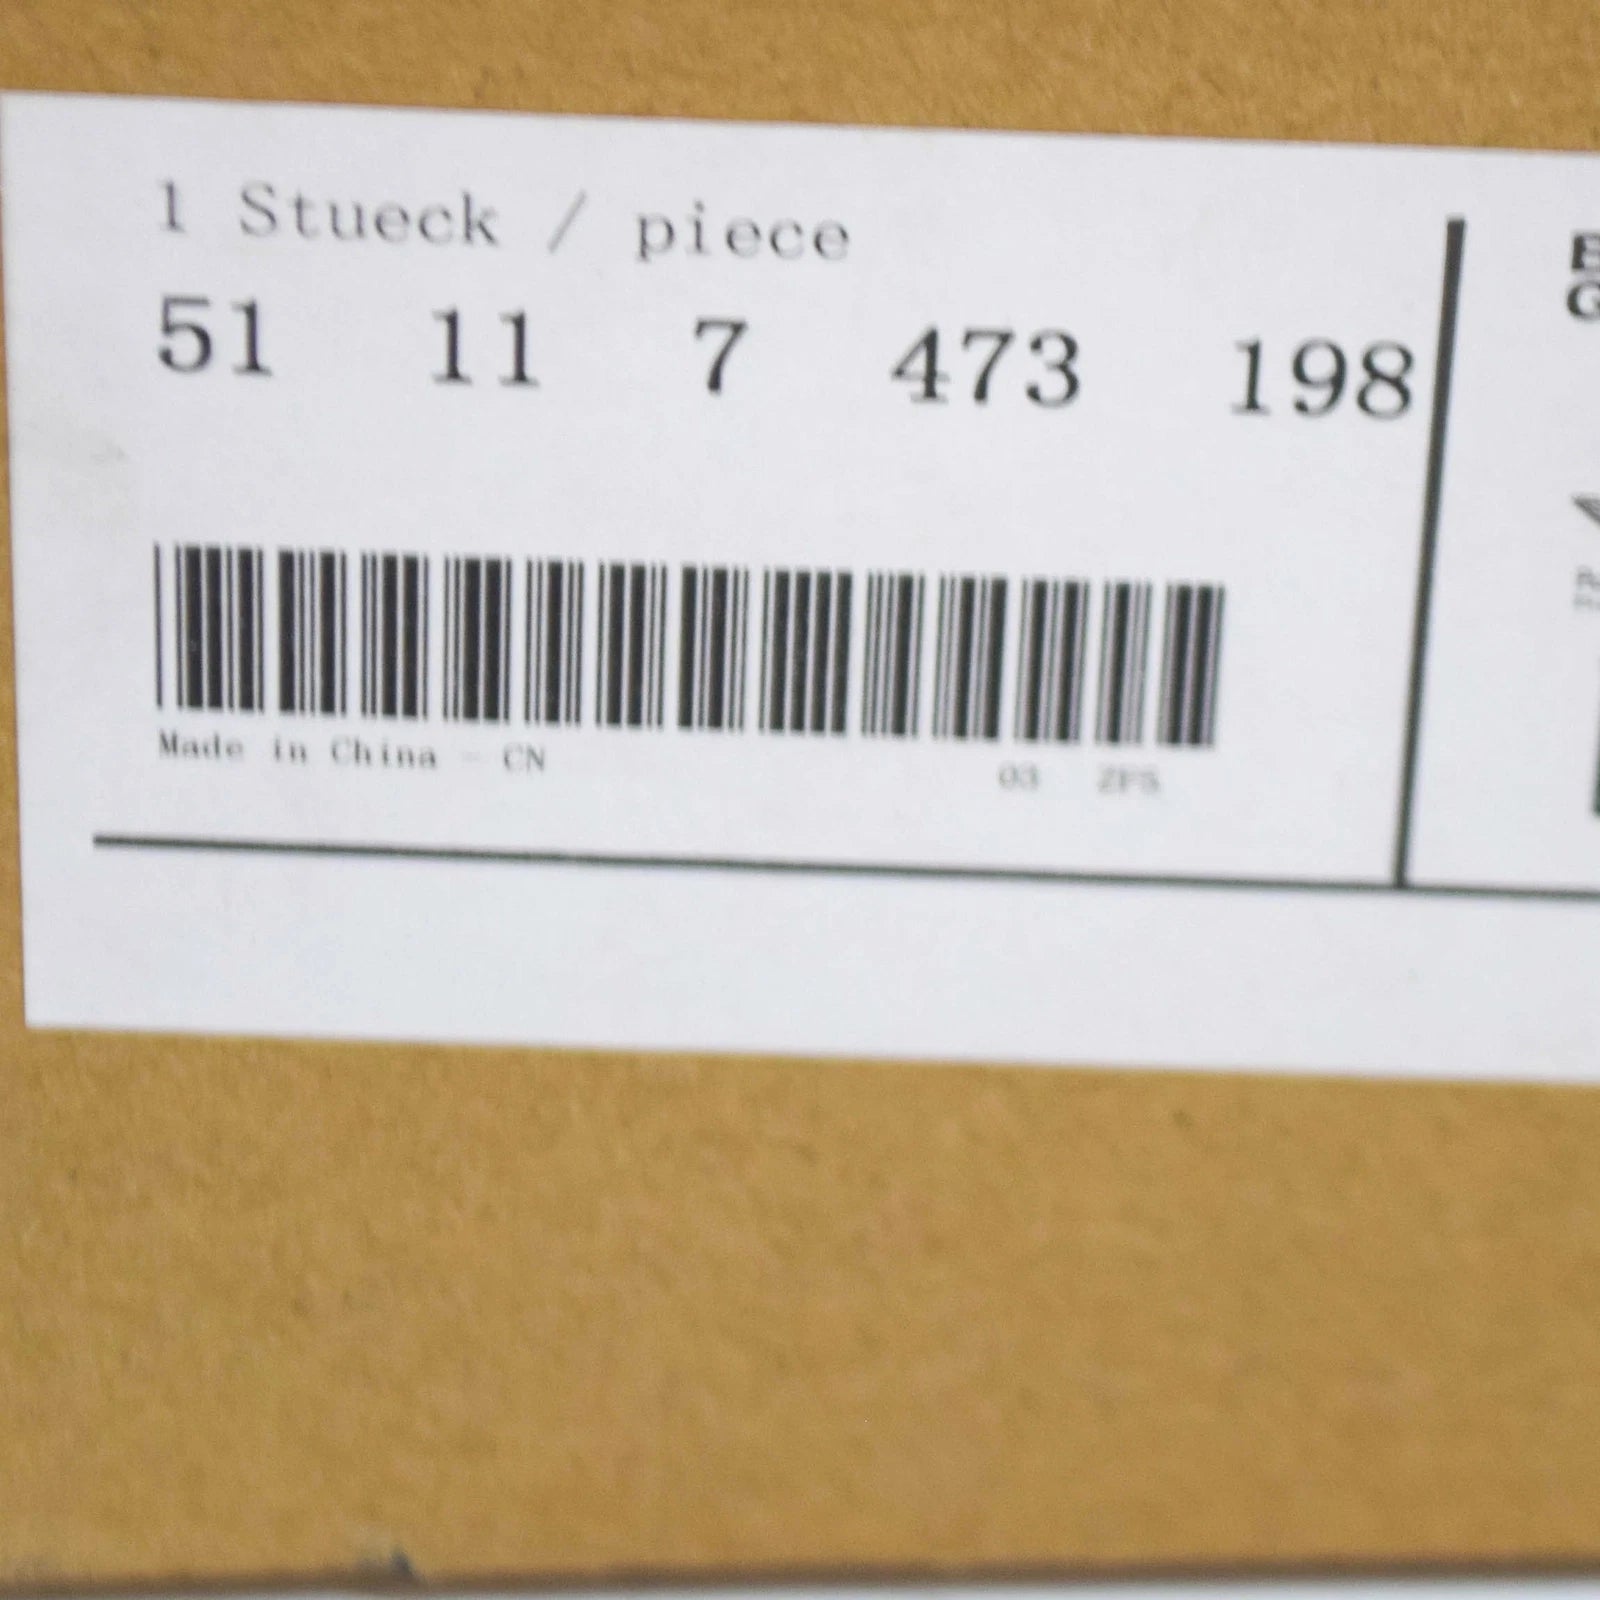 1 Stueck / piece
51 11 7 473 198
Made in China - CN
03 ZFS